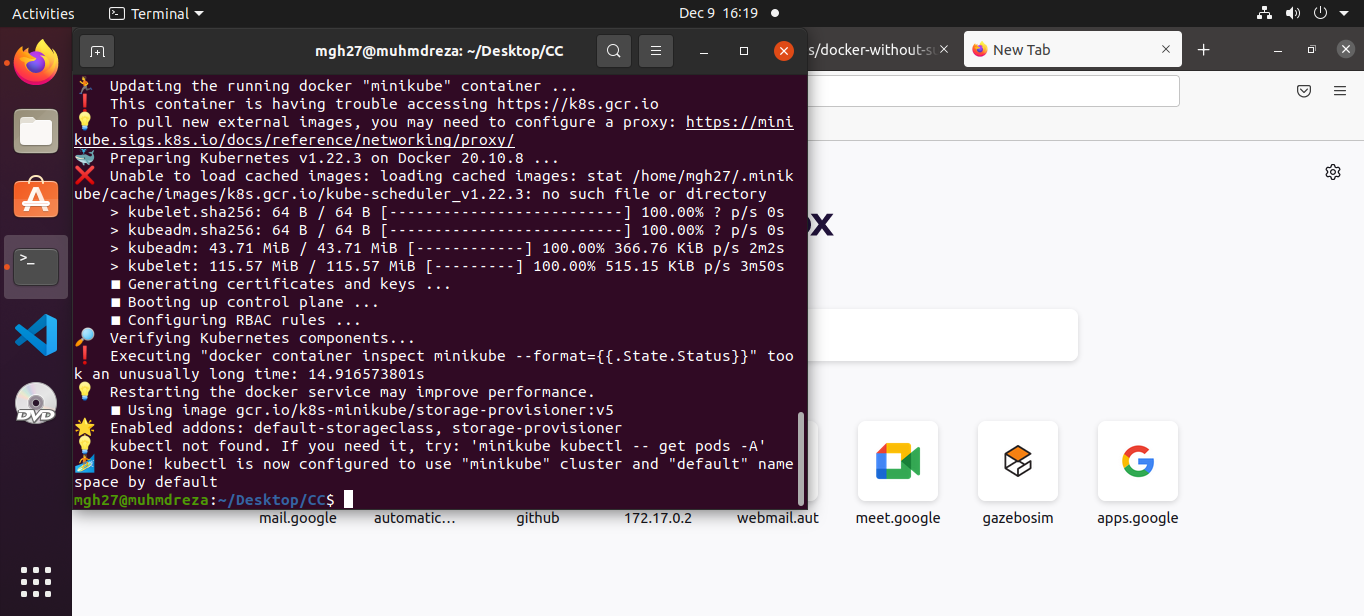 Activities
Terminal
Dec 9 16:19
mgh27@muhmdreza: ~/Desktop/CC
s/docker-without-su
New Tab
Updating the running docker "minikube" container ...
This container is having trouble accessing https://k8s.gcr.io
To pull new external images, you may need to configure a proxy: https://mini
kube.sigs.k8s.io/docs/reference/networking/proxy/
Preparing Kubernetes v1.22.3 on Docker 20.10.8 ...
Unable to load cached images: loading cached images: stat /home/mgh27/.minik
ube/cache/images/k8s.gcr.io/kube-scheduler_v1.22.3: no such file or directory
> kubelet.sha256: 64 B / 64 B [--------------------------] 100.00% ? p/s 0s
> kubeadm.sha256: 64 B / 64 B [--------------------------] 100.00% ? p/s 0s
> kubeadm: 43.71 MiB / 43.71 MiB [------------] 100.00% 366.76 KiB p/s 2m2s
> kubelet: 115.57 MiB / 115.57 MiB [---------] 100.00% 515.15 KiB p/s 3m50s
Generating certificates and keys ...
Booting up control plane ...
Configuring RBAC rules ...
Verifying Kubernetes components...
Executing "docker container inspect minikube --format={{.State.Status}}" too
k an unusually long time: 14.916573801s
Restarting the docker service may improve performance.
Using image gcr.io/k8s-minikube/storage-provisioner:v5
Enabled addons: default-storageclass, storage-provisioner
kubectl not found. If you need it, try: 'minikube kubectl -- get pods -A'
Done! kubectl is now configured to use "minikube" cluster and "default" name
space by default
mgh27@muhmdreza:~/Desktop/CC$
ox
mail.google
automatic...
github
172.17.0.2
webmail.aut
meet.google
gazebosim
apps.google
>_
DVD